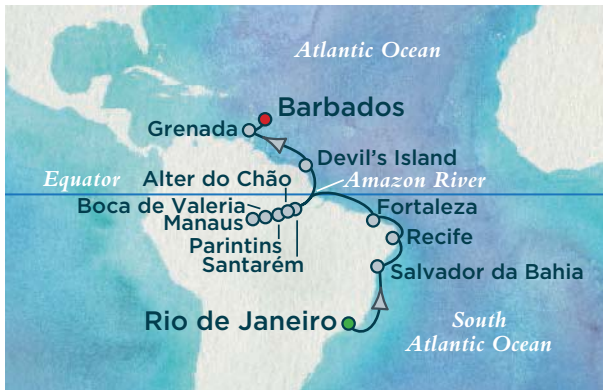 Atlantic Ocean
Barbados
Grenada
Devil's Island
Equator
Alter do Chão
Amazon River
Boca de Valeria
Manaus
Fortaleza
Parintins
Recife
Santarém
Salvador da Bahia
Rio de Janeiro
South
Atlantic Ocean